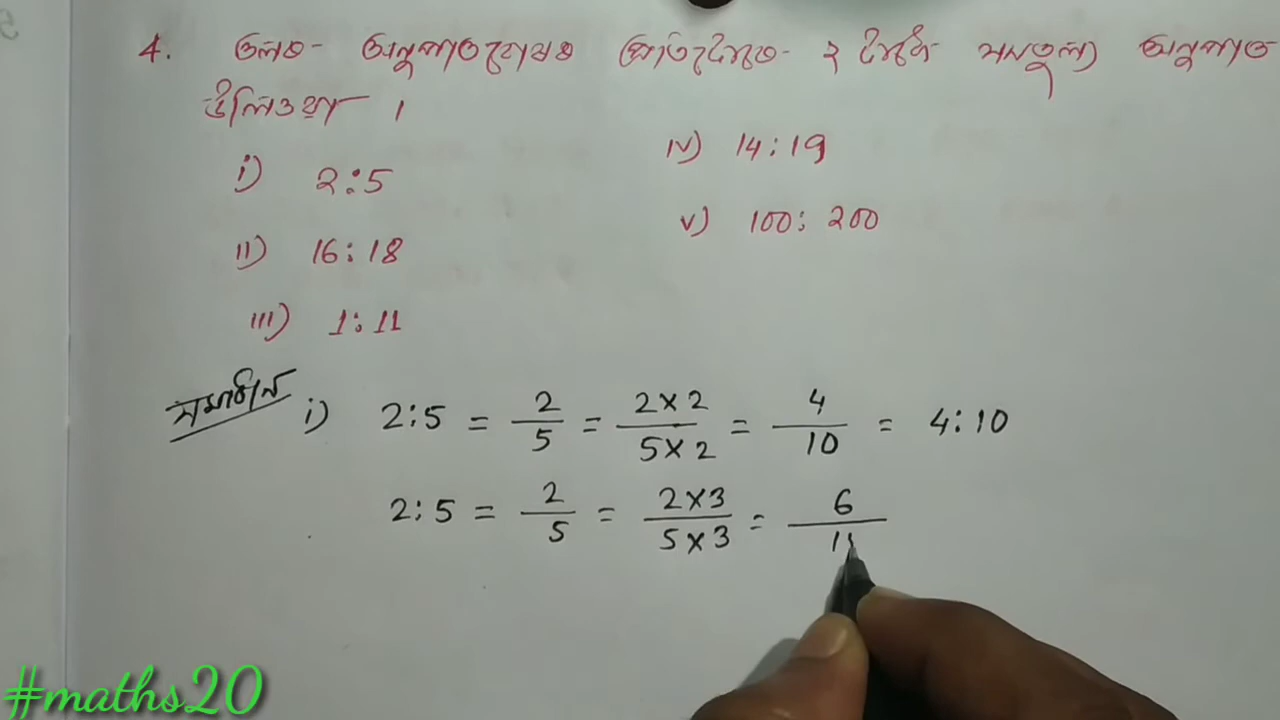 4. তলত অনুপাতবোৰৰ প্ৰতিটোৰে ২ টাকৈ সমতুল্য অনুপাত
উলিওৱা ।
i) 2:5
ii) 16:18
iii) 1:11
iv) 14:19
v) 100:200
সমাধান i) 2:5 = 2/5 = 2×2/5×2 = 4/10 = 4:10
2:5 = 2/5 = 2×3/5×3 = 6/1
#maths20